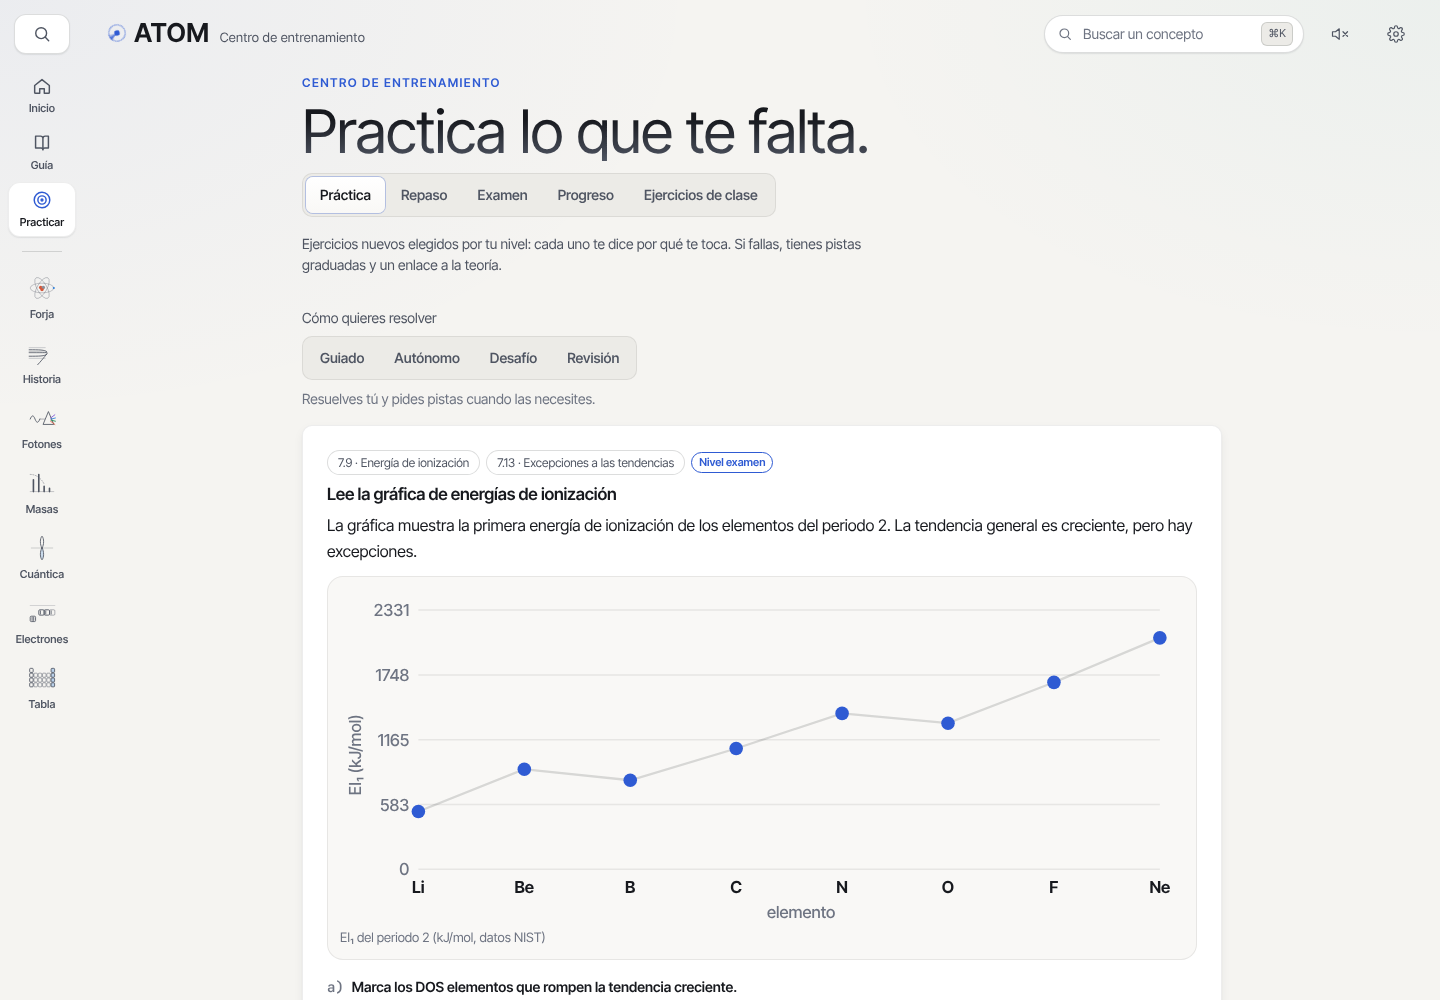 ATOM Centro de entrenamiento
Buscar un concepto ⌘K
Inicio
Guía
Practicar
Forja
Historia
Fotones
Masas
Cuántica
Electrones
Tabla
CENTRO DE ENTRENAMIENTO
Practica lo que te falta.
Práctica Repaso Examen Progreso Ejercicios de clase
Ejercicios nuevos elegidos por tu nivel: cada uno te dice por qué te toca. Si fallas, tienes pistas
graduadas y un enlace a la teoría.
Cómo quieres resolver
Guiado Autónomo Desafío Revisión
Resuelves tú y pides pistas cuando las necesites.
7.9 · Energía de ionización 7.13 · Excepciones a las tendencias Nivel examen
Lee la gráfica de energías de ionización
La gráfica muestra la primera energía de ionización de los elementos del periodo 2. La tendencia general es creciente, pero hay
excepciones.
2331
1748
1165
583
0
EI₁ (kJ/mol)
Li Be B C N O F Ne
elemento
EI₁ del periodo 2 (kJ/mol, datos NIST)
a) Marca los DOS elementos que rompen la tendencia creciente.